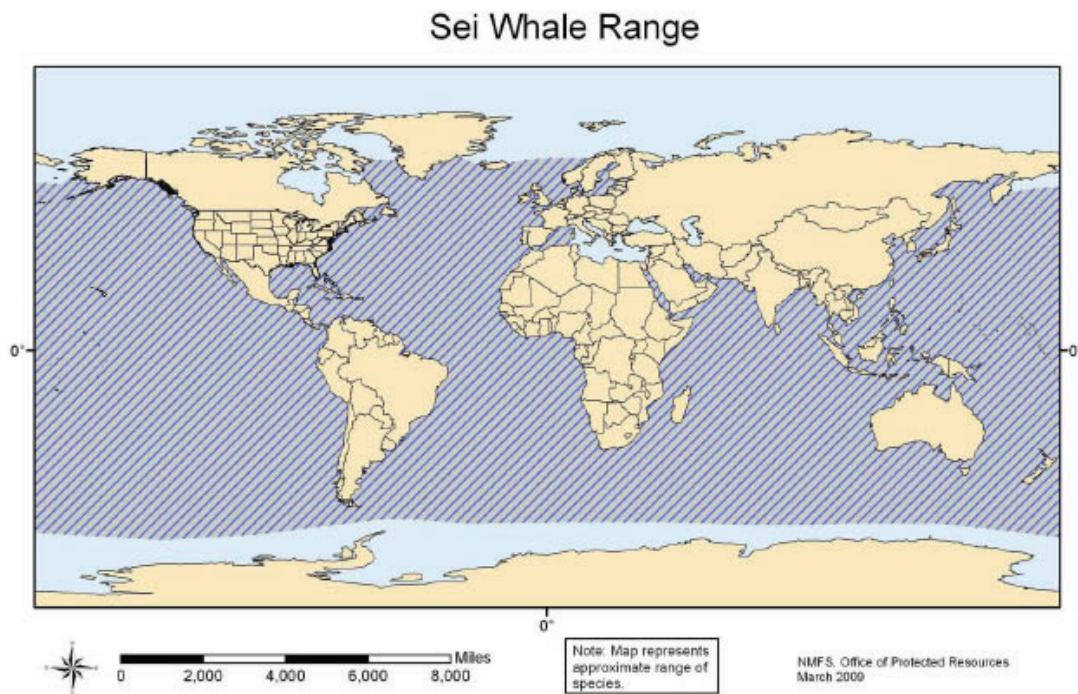 Sei Whale Range
0°
0°
0°
Miles
0
2,000
4,000
6,000
8,000
Note: Map represents
approximate range of
species.
NMFS. Office of Protected Resources
March 2009